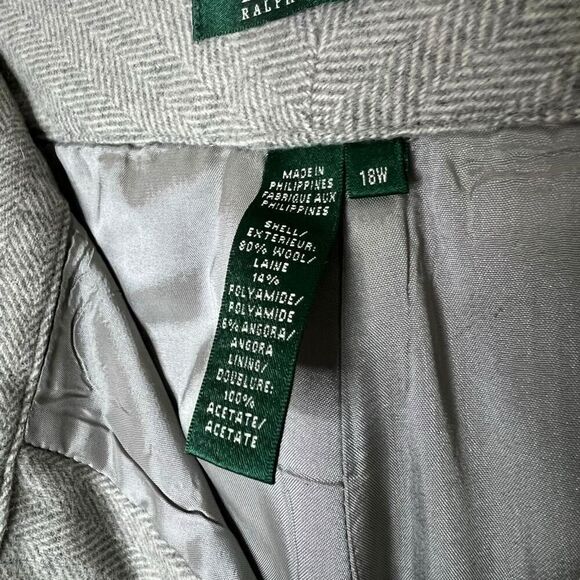 RALPH
MADE IN
PHILIPPINES
FABRIQUE AUX
PHILIPPINES
SHELL/
EXTERIEUR:
80% WOOL/
LAINE
14%
POLYAMIDE/
POLYAMIDE
6% ANGORA/
ANGORA
LINING/
DOUBLURE:
100%
ACETATE/
ACETATE
18W